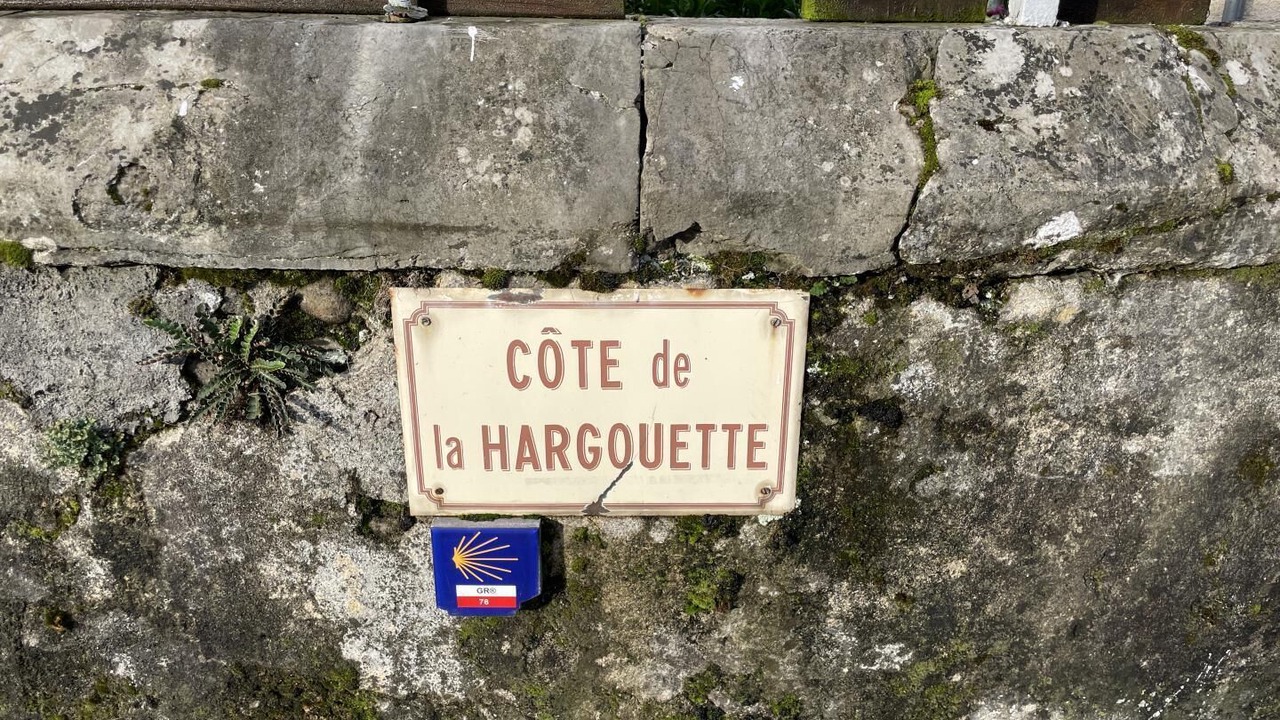 CÔTE de
la HARGOUETTE
GR®
78